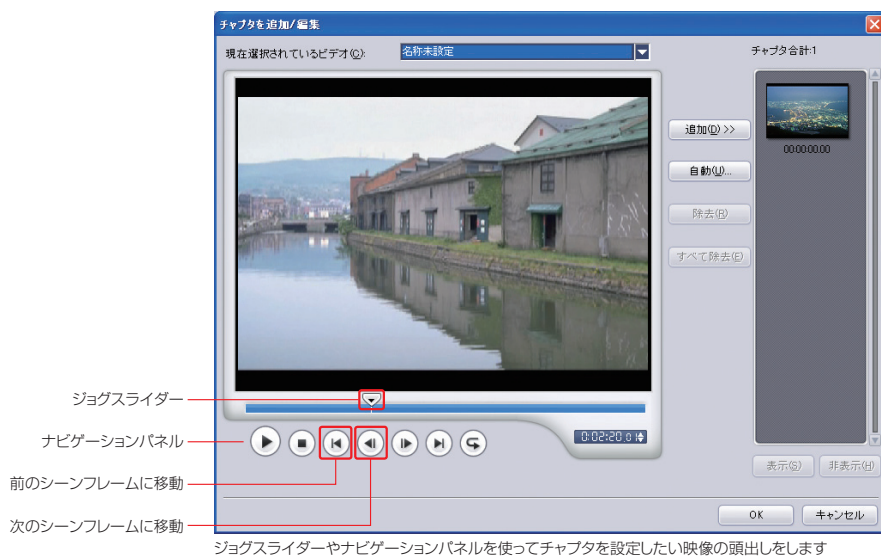 チャプタを追加/編集
現在選択されているビデオ(C):
名称未設定
チャプタ合計:1
追加(D) >>
00:00:00.00
自動(U)...
除去(R)
すべて除去(E)
ジョグスライダー
ナビゲーションパネル
0:02:20.01
前のシーンフレームに移動
表示(S)
非表示(H)
次のシーンフレームに移動
OK
キャンセル
ジョグスライダーやナビゲーションパネルを使ってチャプタを設定したい映像の頭出しをします